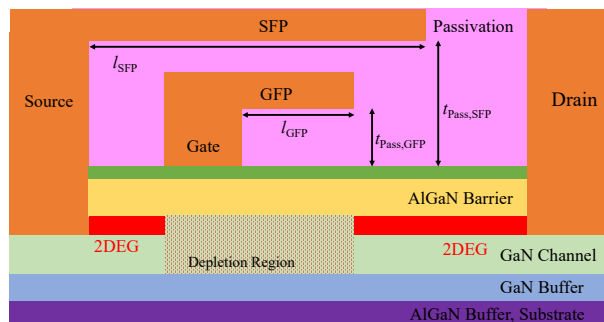 SFP
Passivation
l_SFP
Source
GFP
Drain
t_Pass,SFP
l_GFP
t_Pass,GFP
Gate
AlGaN Barrier
2DEG
2DEG
GaN Channel
Depletion Region
GaN Buffer
AlGaN Buffer, Substrate